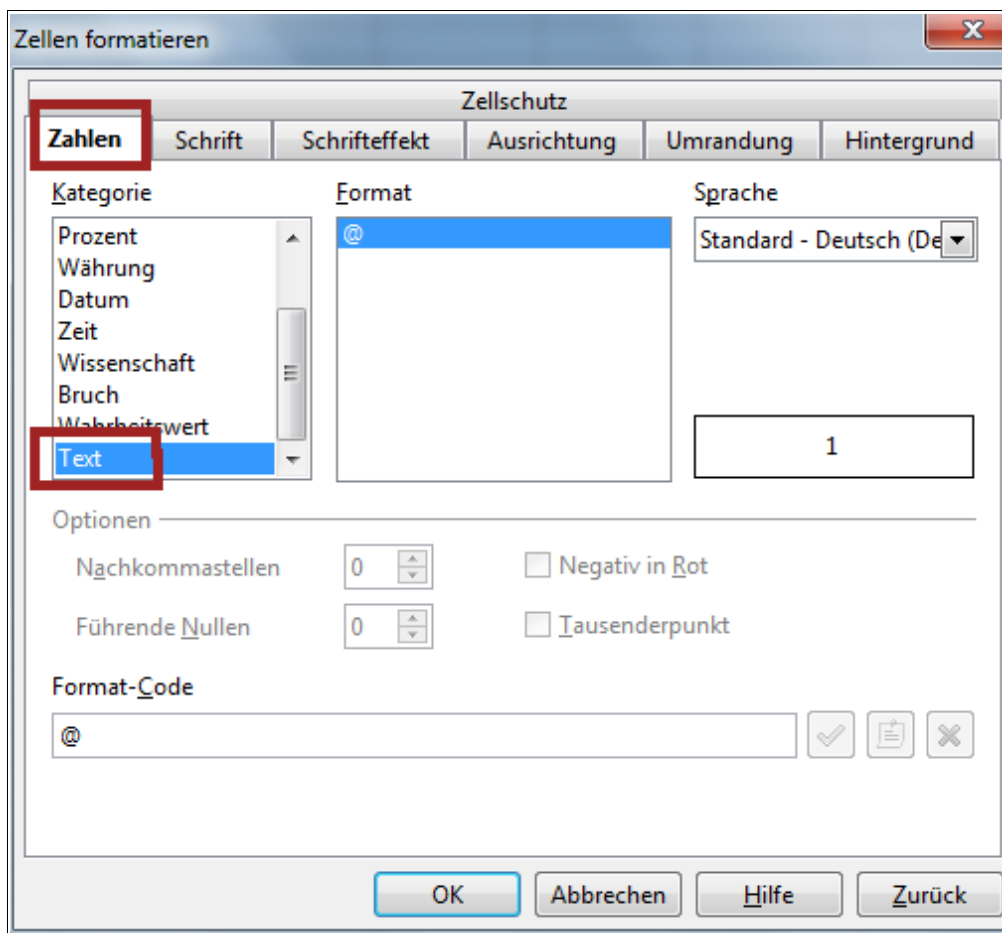 Zellen formatieren
x
Zellschutz
Zahlen Schrift Schrifteffekt Ausrichtung Umrandung Hintergrund
Kategorie Format Sprache
Prozent @ Standard - Deutsch (De
Währung
Datum
Zeit
Wissenschaft
Bruch
Wahrheitswert
Text
1
Optionen
Nachkommastellen 0 Negativ in Rot
Führende Nullen 0 Tausenderpunkt
Format-Code
@
OK Abbrechen Hilfe Zurück